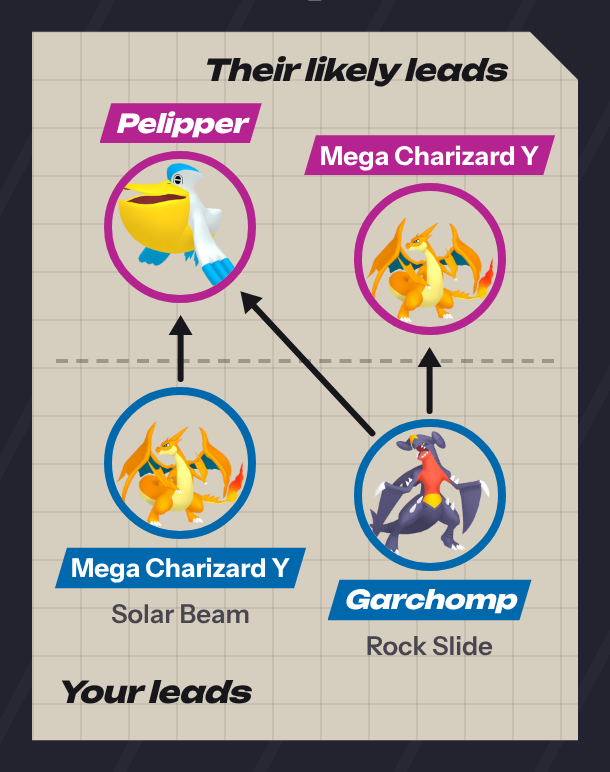 Their likely leads
Pelipper
Mega Charizard Y
Mega Charizard Y
Solar Beam
Garchomp
Rock Slide
Your leads